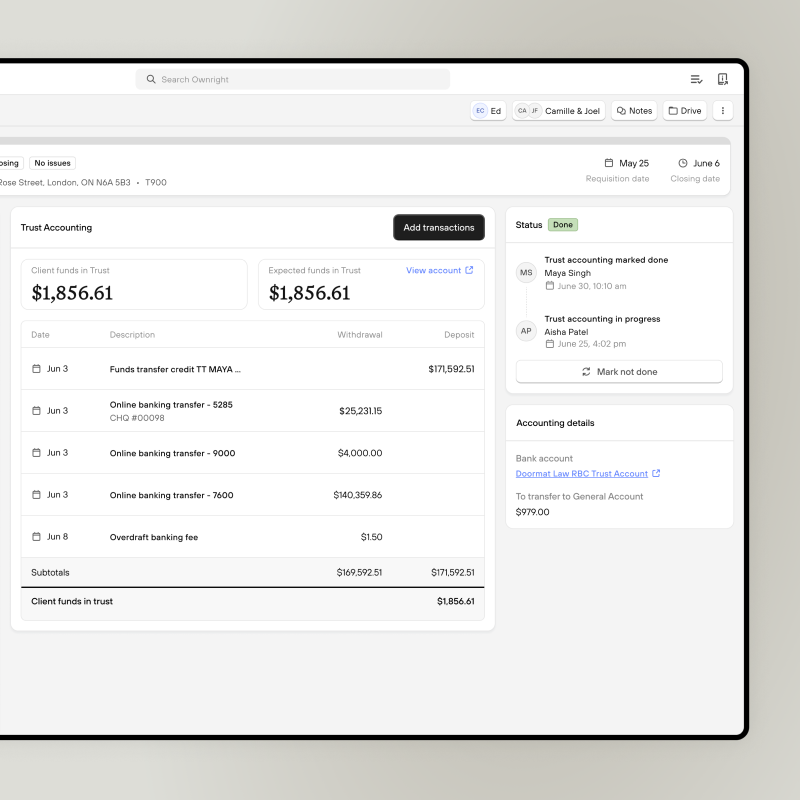 Search Ownright
EC Ed
CA JF Camille & Joel
Notes
Drive
No issues
May 25
June 6
Rose Street, London, ON N6A 5B3 • T900
Requisition date
Closing date
Trust Accounting
Add transactions
Client funds in Trust
$1,856.61
Expected funds in Trust
View account
$1,856.61
Date Description Withdrawal Deposit
Jun 3 Funds transfer credit TT MAYA ... $171,592.51
Jun 3 Online banking transfer - 5285 $25,231.15
CHQ #00098
Jun 3 Online banking transfer - 9000 $4,000.00
Jun 3 Online banking transfer - 7600 $140,359.86
Jun 8 Overdraft banking fee $1.50
Subtotals $169,592.51 $171,592.51
Client funds in trust $1,856.61
Status Done
MS
Trust accounting marked done
Maya Singh
June 30, 10:10 am
AP
Trust accounting in progress
Aisha Patel
June 25, 4:02 pm
Mark not done
Accounting details
Bank account
Doormat Law RBC Trust Account
To transfer to General Account
$979.00